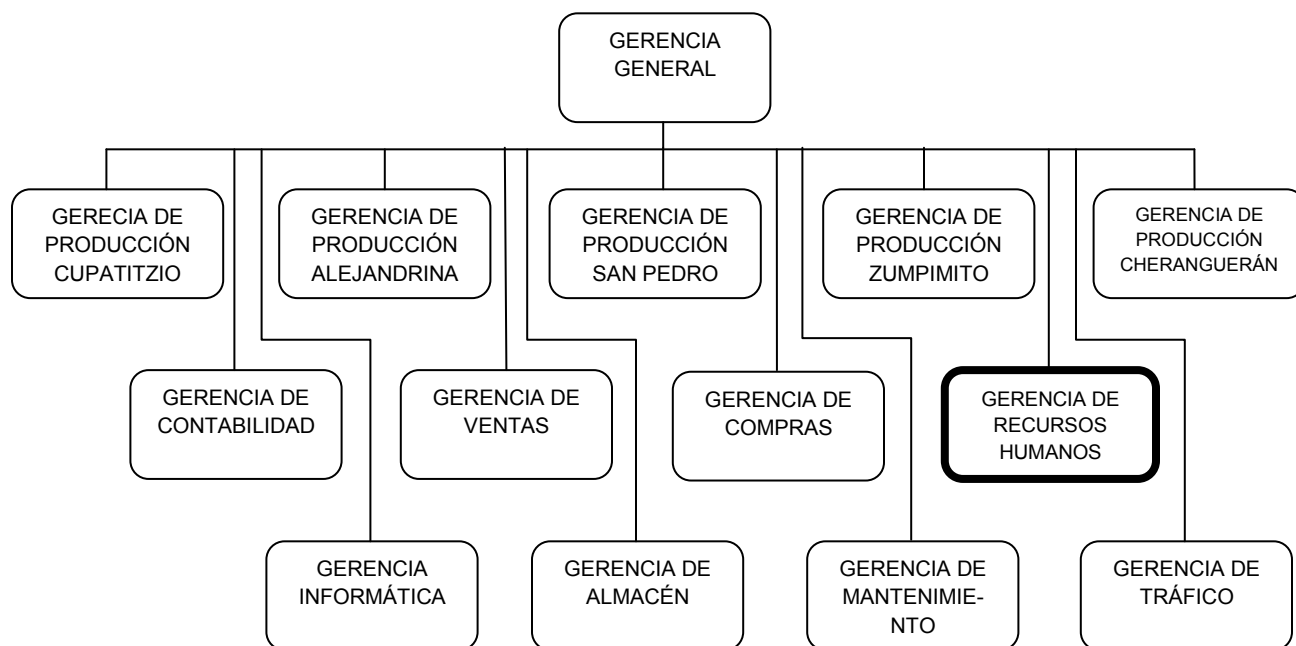 GERENCIA
GENERAL
GERECIA DE
PRODUCCIÓN
CUPATITZIO
GERENCIA DE
PRODUCCIÓN
ALEJANDRINA
GERENCIA DE
PRODUCCIÓN
SAN PEDRO
GERENCIA DE
PRODUCCIÓN
ZUMPIMITO
GERENCIA DE
PRODUCCIÓN
CHERANGUERÁN
GERENCIA DE
CONTABILIDAD
GERENCIA DE
VENTAS
GERENCIA DE
COMPRAS
GERENCIA DE
RECURSOS
HUMANOS
GERENCIA
INFORMÁTICA
GERENCIA DE
ALMACÉN
GERENCIA DE
MANTENIMIE-
NTO
GERENCIA DE
TRÁFICO